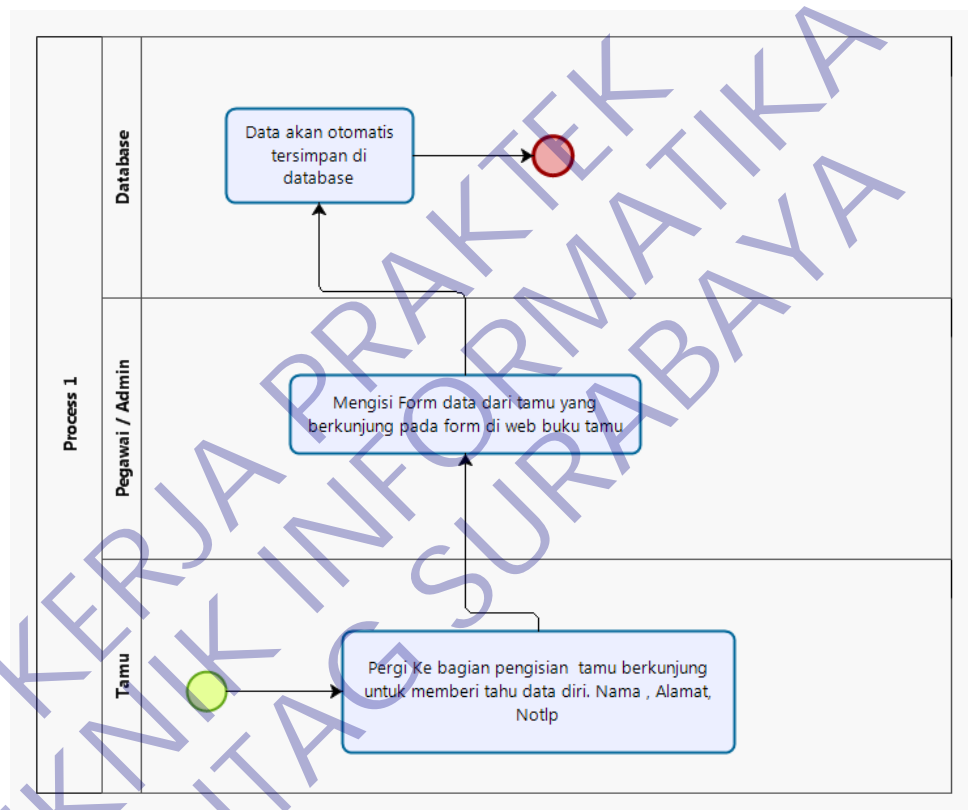 Process 1
Database
Data akan otomatis
tersimpan di
database
Pegawai / Admin
Mengisi Form data dari tamu yang
berkunjung pada form di web buku tamu
Tamu
Pergi Ke bagian pengisian tamu berkunjung
untuk memberi tahu data diri. Nama , Alamat,
Notlp
KERJA PRAKTEK
TEKNIK INFORMATIKA
UNTAG SURABAYA